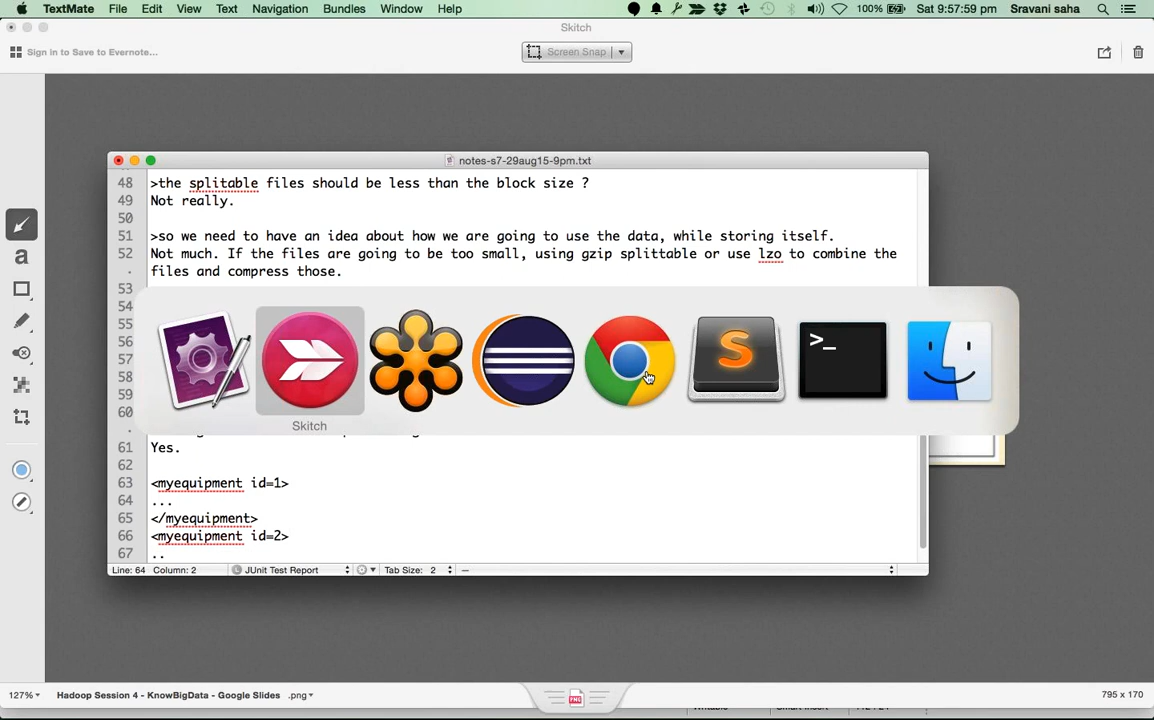 TextMate File Edit View Text Navigation Bundles Window Help 100% Sat 9:57:59 pm Sravani saha
Skitch
Sign in to Save to Evernote...
Screen Snap
notes-s7-29aug15-9pm.txt
48 >the splitable files should be less than the block size ?
49 Not really.
50
51 >so we need to have an idea about how we are going to use the data, while storing itself.
52 Not much. If the files are going to be too small, using gzip splittable or use lzo to combine the
. files and compress those.
53
54
55
56
57
58
59
60
Skitch
61 Yes.
62
63 <myequipment id=1>
64 ...
65 </myequipment>
66 <myequipment id=2>
67 ..
Line: 64 Column: 2 JUnit Test Report Tab Size: 2 —
127% Hadoop Session 4 - KnowBigData - Google Slides .png 795 x 170